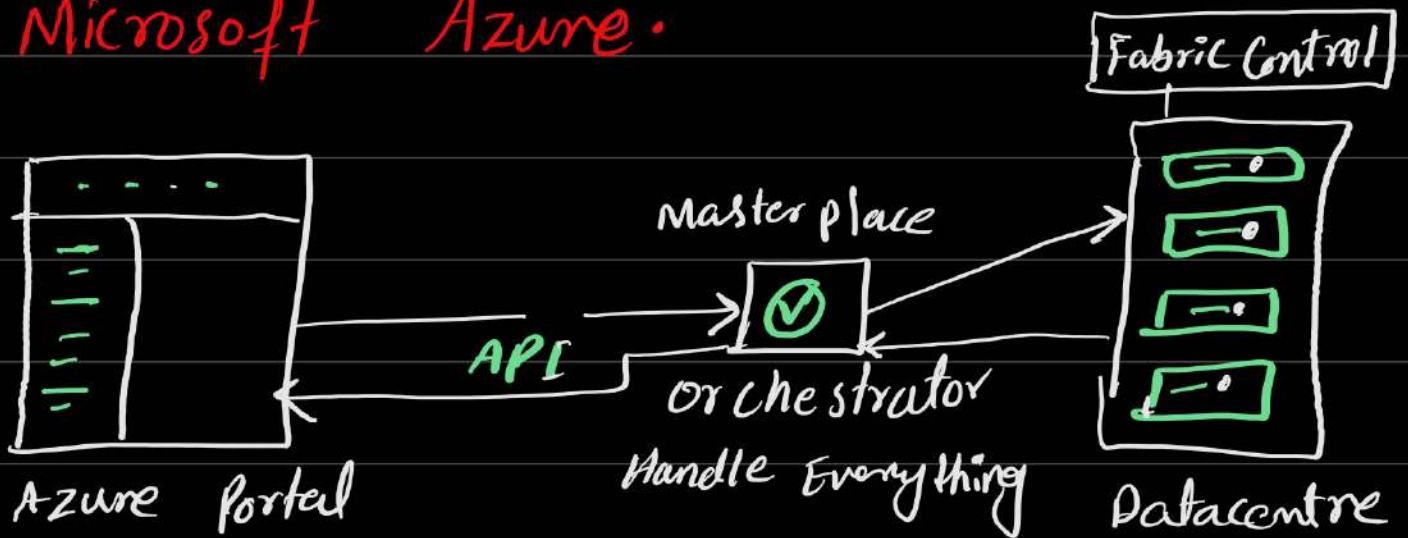 Microsoft Azure.
Fabric Control
Master place
API
orchestrator
Handle Everything
Azure Portal
Datacentre